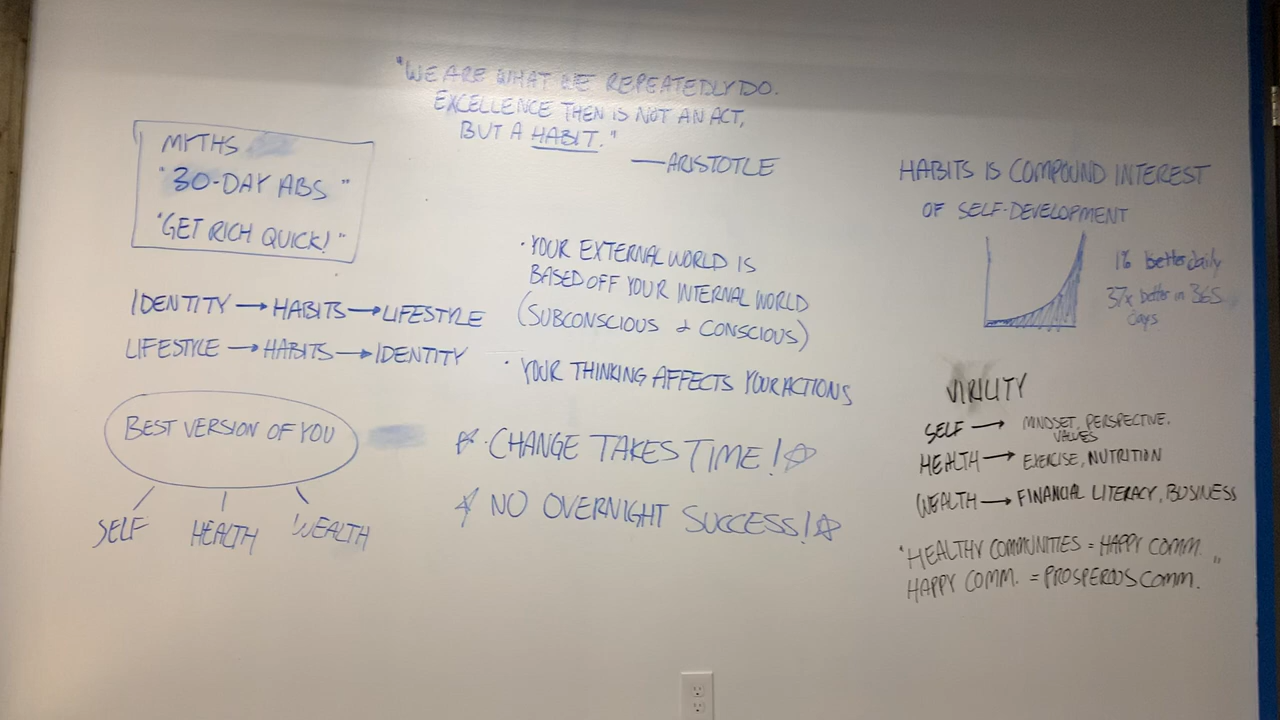 "WE ARE WHAT WE REPEATEDLY DO.
EXCELLENCE THEN IS NOT AN ACT,
BUT A HABIT."
—ARISTOTLE
MYTHS
"30-DAY ABS"
"GET RICH QUICK!"
IDENTITY → HABITS → LIFESTYLE
LIFESTYLE → HABITS → IDENTITY
BEST VERSION OF YOU
SELF HEALTH WEALTH
· YOUR EXTERNAL WORLD IS
BASED OFF YOUR INTERNAL WORLD
(SUBCONSCIOUS & CONSCIOUS)
· YOUR THINKING AFFECTS YOUR ACTIONS
☆ · CHANGE TAKES TIME! ☆
☆ NO OVERNIGHT SUCCESS! ☆
HABITS IS COMPOUND INTEREST
OF SELF-DEVELOPMENT
1% better daily
37x better in 365
days
VIRILITY
SELF → MINDSET, PERSPECTIVE,
VALUES
HEALTH → EXERCISE, NUTRITION
WEALTH → FINANCIAL LITERACY, BUSINESS
"HEALTHY COMMUNITIES = HAPPY COMM.
HAPPY COMM. = PROSPEROUS COMM."